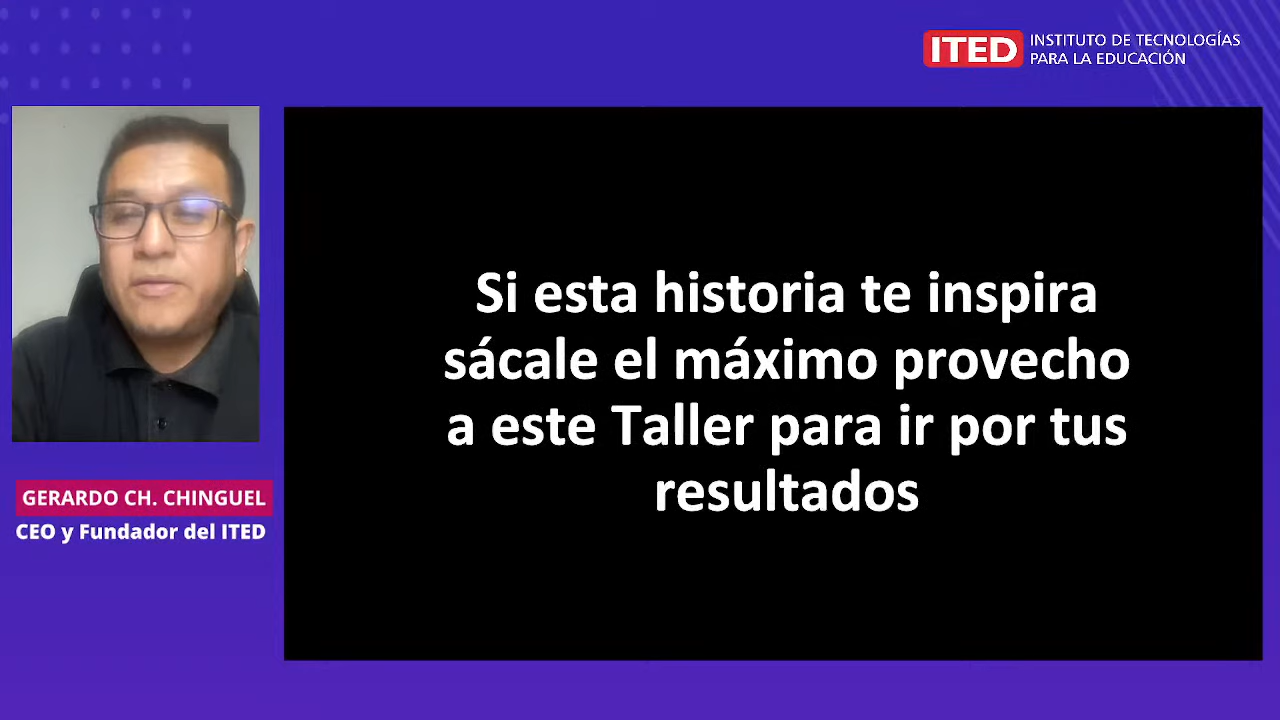 ITED
INSTITUTO DE TECNOLOGÍAS
PARA LA EDUCACIÓN
Si esta historia te inspira
sácale el máximo provecho
a este Taller para ir por tus
resultados
GERARDO CH. CHINGUEL
CEO y Fundador del ITED